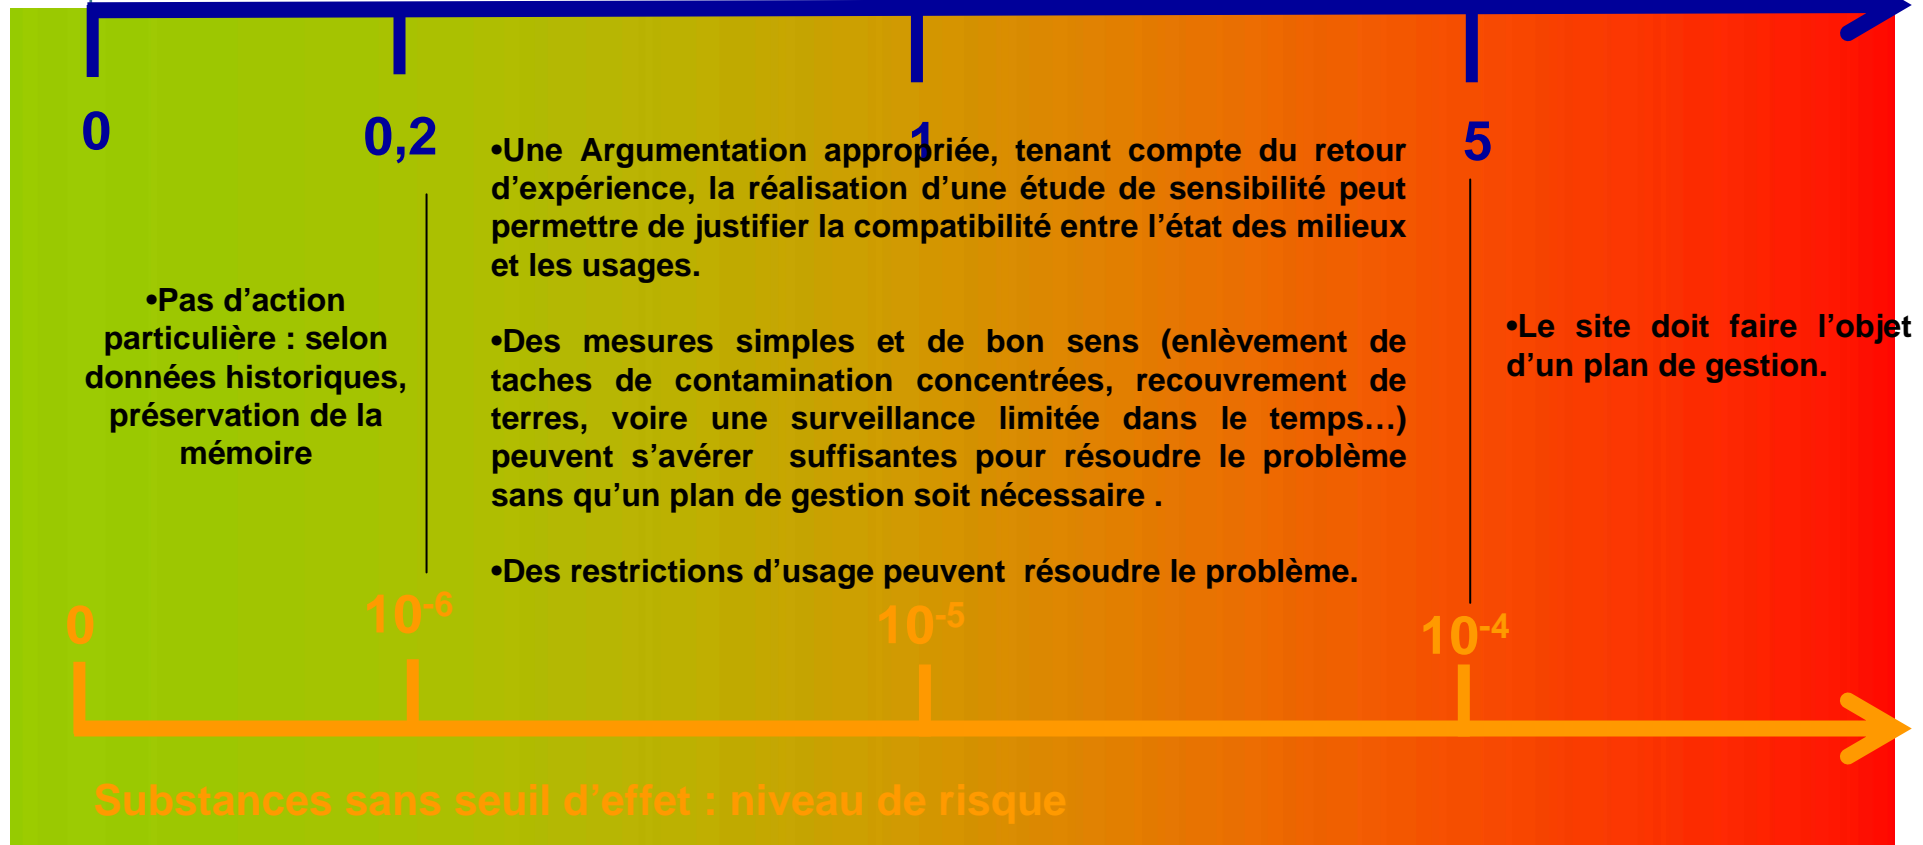 0
0,2
1
5
•Une Argumentation appropriée, tenant compte du retour
d’expérience, la réalisation d’une étude de sensibilité peut
permettre de justifier la compatibilité entre l’état des milieux
et les usages.
•Pas d’action
particulière : selon
données historiques,
préservation de la
mémoire
•Des mesures simples et de bon sens (enlèvement de
taches de contamination concentrées, recouvrement de
terres, voire une surveillance limitée dans le temps…)
peuvent s’avérer suffisantes pour résoudre le problème
sans qu’un plan de gestion soit nécessaire .
•Des restrictions d’usage peuvent résoudre le problème.
•Le site doit faire l’objet
d’un plan de gestion.
0
10-6
10-5
10-4
Substances sans seuil d’effet : niveau de risque